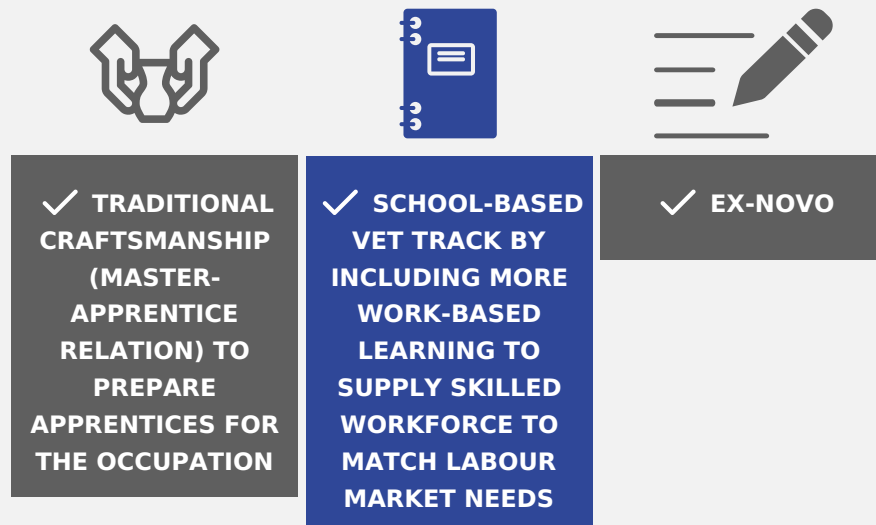 TRADITIONAL
CRAFTSMANSHIP
(MASTER-
APPRENTICE
RELATION) TO
PREPARE
APPRENTICES FOR
THE OCCUPATION
SCHOOL-BASED
VET TRACK BY
INCLUDING MORE
WORK-BASED
LEARNING TO
SUPPLY SKILLED
WORKFORCE TO
MATCH LABOUR
MARKET NEEDS
EX-NOVO